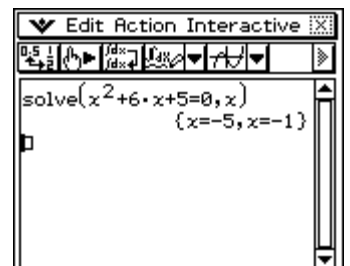 Edit Action Interactive
solve(x²+6·x+5=0,x)
{x=-5,x=-1}